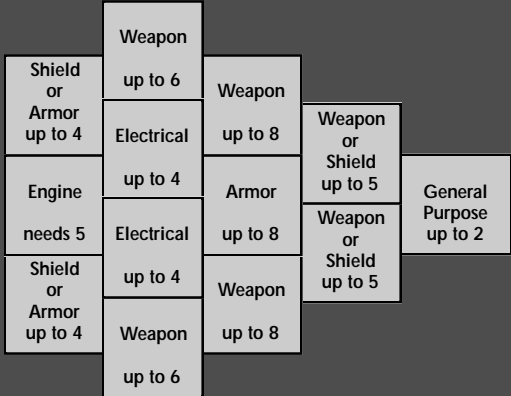 Shield
or
Armor
up to 4
Engine
needs 5
Shield
or
Armor
up to 4
Weapon
up to 6
Electrical
up to 4
Electrical
up to 4
Weapon
up to 6
Weapon
up to 8
Armor
up to 8
Weapon
up to 8
Weapon
or
Shield
up to 5
Weapon
or
Shield
up to 5
General
Purpose
up to 2